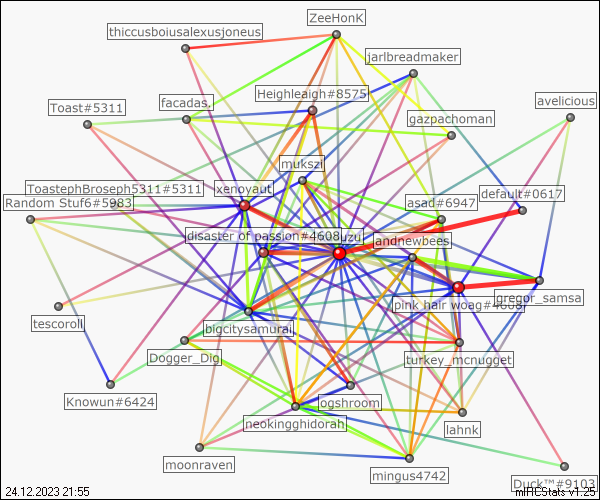 ZeeHonK
thiccusboiusalexusjoneus
jarlbreadmaker
Heighleaigh#8575
avelicious
facadas.
Toast#5311
gazpachoman
mukszi
ToastephBroseph5311#5311
xenoyaut
default#0617
Random Stuf6#5983
asad#6947
disaster of passion#4608
andnewbees
gregor_samsa
pink hair woag#4608
tescoroll
bigcitysamurai
Dogger_Dig
turkey_mcnugget
Knowun#6424
ogshroom
neokingghidorah
lahnk
moonraven
mingus4742
Duck™#9103
24.12.2023 21:55
mIRCStats v1.25